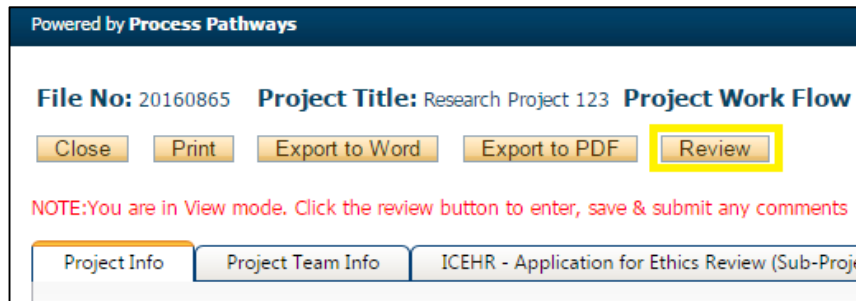 Powered by Process Pathways
File No: 20160865 Project Title: Research Project 123 Project Work Flow
Close Print Export to Word Export to PDF Review
NOTE:You are in View mode. Click the review button to enter, save & submit any comments
Project Info Project Team Info ICEHR - Application for Ethics Review (Sub-Proje